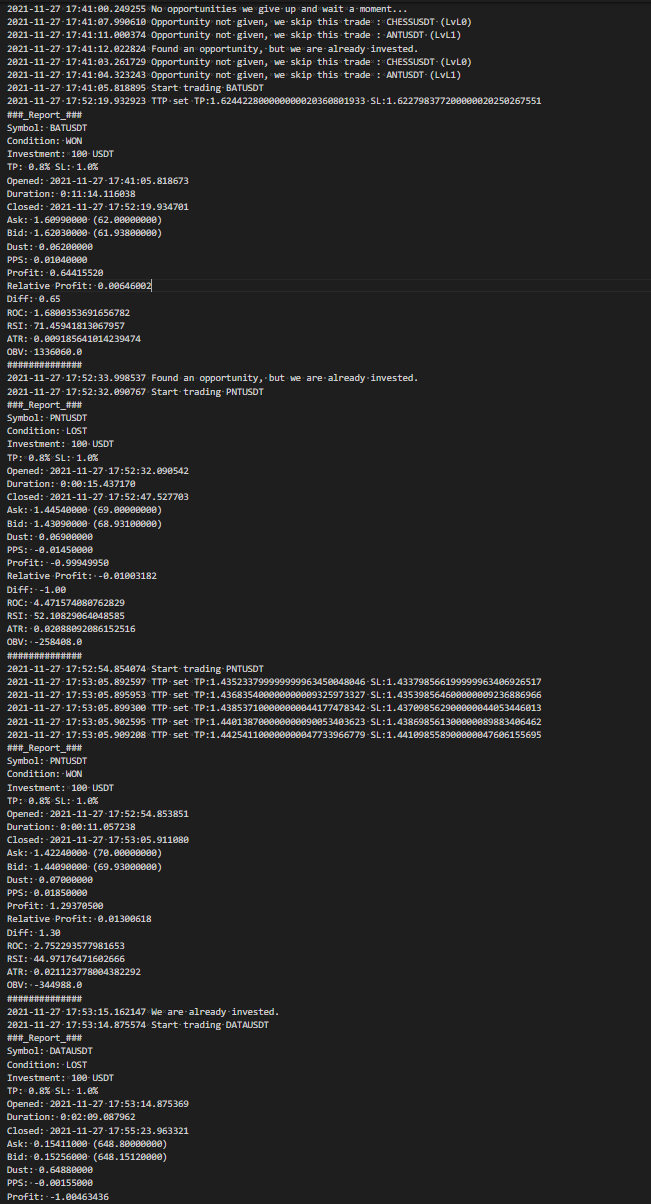 2021-11-27 17:41:00.249255 No opportunities we give up and wait a moment...
2021-11-27 17:41:07.990610 Opportunity not given, we skip this trade : CHESSUSDT (LvL0)
2021-11-27 17:41:11.000374 Opportunity not given, we skip this trade : ANTUSDT (LvL1)
2021-11-27 17:41:12.022824 Found an opportunity, but we are already invested.
2021-11-27 17:41:03.261729 Opportunity not given, we skip this trade : CHESSUSDT (LvL0)
2021-11-27 17:41:04.323243 Opportunity not given, we skip this trade : ANTUSDT (LvL1)
2021-11-27 17:41:05.818895 Start trading BATUSDT
2021-11-27 17:52:19.932923 TTP set TP:1.624422800000000020360801933 SL:1.622798377200000020250267551
###_Report_###
Symbol: BATUSDT
Condition: WON
Investment: 100 USDT
TP: 0.8% SL: 1.0%
Opened: 2021-11-27 17:41:05.818673
Duration: 0:11:14.116038
Closed: 2021-11-27 17:52:19.934701
Ask: 1.60990000 (62.00000000)
Bid: 1.62030000 (61.93800000)
Dust: 0.06200000
PPS: 0.01040000
Profit: 0.64415520
Relative Profit: 0.00646002
Diff: 0.65
ROC: 1.6800353691656782
RSI: 71.45941813067957
ATR: 0.009185641014239474
OBV: 1336060.0
##############
2021-11-27 17:52:33.998537 Found an opportunity, but we are already invested.
2021-11-27 17:52:32.090767 Start trading PNTUSDT
###_Report_###
Symbol: PNTUSDT
Condition: LOST
Investment: 100 USDT
TP: 0.8% SL: 1.0%
Opened: 2021-11-27 17:52:32.090542
Duration: 0:00:15.437170
Closed: 2021-11-27 17:52:47.527703
Ask: 1.44540000 (69.00000000)
Bid: 1.43090000 (68.93100000)
Dust: 0.06900000
PPS: -0.01450000
Profit: -0.99949950
Relative Profit: -0.01003182
Diff: -1.00
ROC: 4.471574080762829
RSI: 52.10829064048585
ATR: 0.02088092086152516
OBV: -258408.0
##############
2021-11-27 17:52:54.854074 Start trading PNTUSDT
2021-11-27 17:53:05.892597 TTP set TP:1.435233799999999963450048046 SL:1.433798566199999963406926517
2021-11-27 17:53:05.895953 TTP set TP:1.436835400000000009325973327 SL:1.435398564600000009236886966
2021-11-27 17:53:05.899300 TTP set TP:1.438537100000000044177478342 SL:1.437098562900000044053446013
2021-11-27 17:53:05.902595 TTP set TP:1.440138700000000090053403623 SL:1.438698561300000089883406462
2021-11-27 17:53:05.909208 TTP set TP:1.442541100000000047733966779 SL:1.441098558900000047606155695
###_Report_###
Symbol: PNTUSDT
Condition: WON
Investment: 100 USDT
TP: 0.8% SL: 1.0%
Opened: 2021-11-27 17:52:54.853851
Duration: 0:00:11.057238
Closed: 2021-11-27 17:53:05.911080
Ask: 1.42240000 (70.00000000)
Bid: 1.44090000 (69.93000000)
Dust: 0.07000000
PPS: 0.01850000
Profit: 1.29370500
Relative Profit: 0.01300618
Diff: 1.30
ROC: 2.752293577981653
RSI: 44.97176471602666
ATR: 0.021123778004382292
OBV: -344988.0
##############
2021-11-27 17:53:15.162147 We are already invested.
2021-11-27 17:53:14.875574 Start trading DATAUSDT
###_Report_###
Symbol: DATAUSDT
Condition: LOST
Investment: 100 USDT
TP: 0.8% SL: 1.0%
Opened: 2021-11-27 17:53:14.875369
Duration: 0:02:09.087962
Closed: 2021-11-27 17:55:23.963321
Ask: 0.15411000 (648.80000000)
Bid: 0.15256000 (648.15120000)
Dust: 0.64880000
PPS: -0.00155000
Profit: -1.00463436